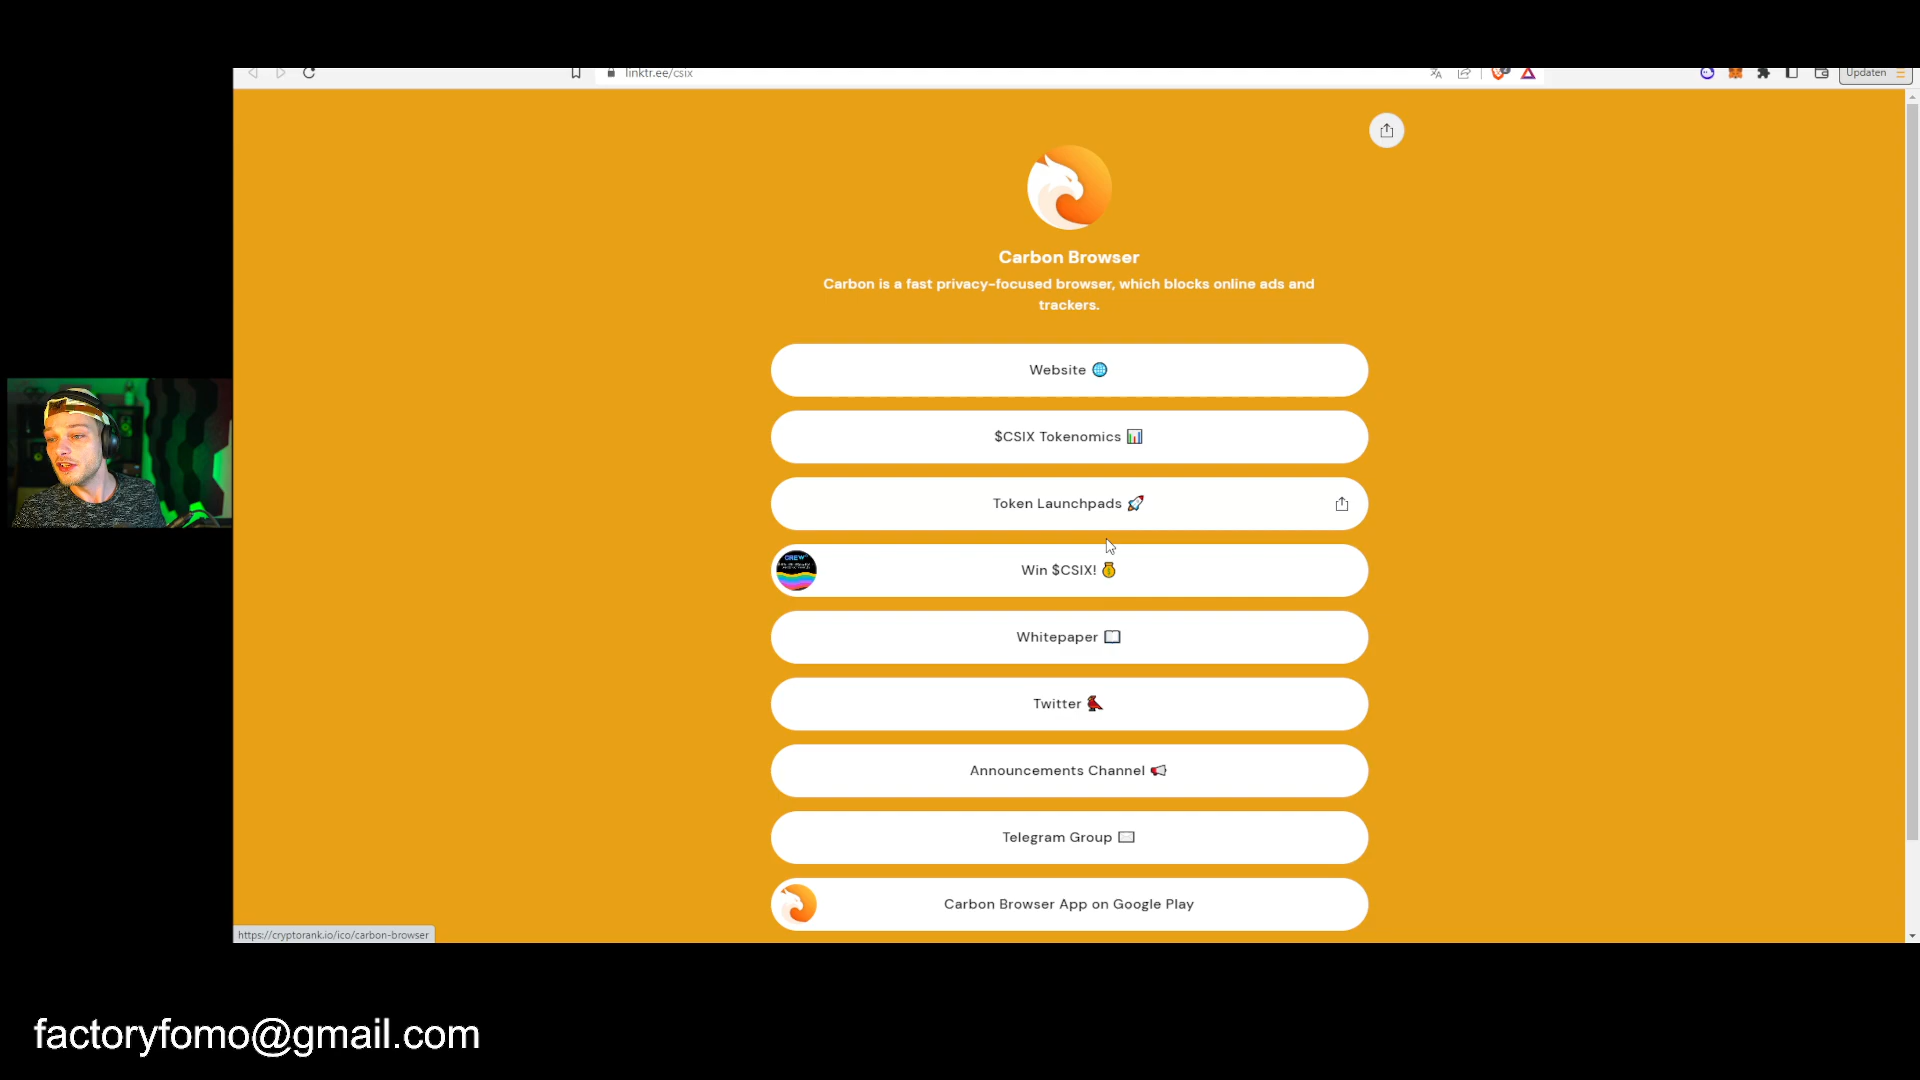 linktr.ee/csix
Updaten
Carbon Browser
Carbon is a fast privacy-focused browser, which blocks online ads and
trackers.
Website
$CSIX Tokenomics
Token Launchpads
CREW
Win $CSIX!
Whitepaper
Twitter
Announcements Channel
Telegram Group
Carbon Browser App on Google Play
https://cryptorank.io/ico/carbon-browser
factoryfomo@gmail.com